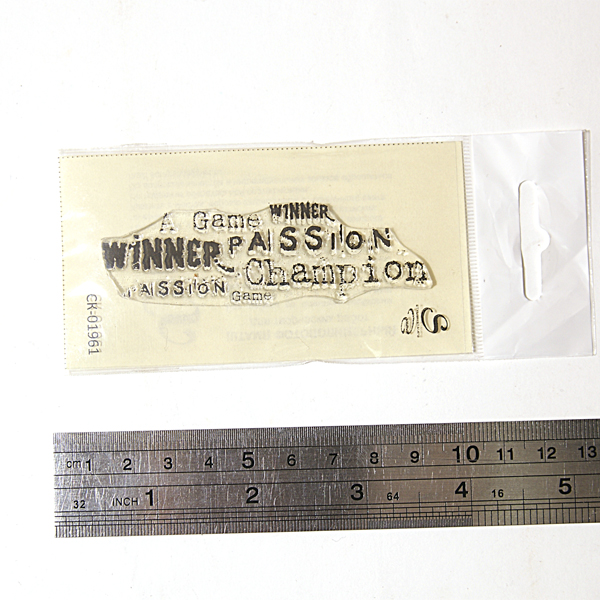 A Game WINNER
WINNER PASSION
Champion
PASSION Game
CK-01961
cm 1 2 3 4 5 6 7 8 9 10 11 12 13
32 INCH 1 2 3 64 4 16 5